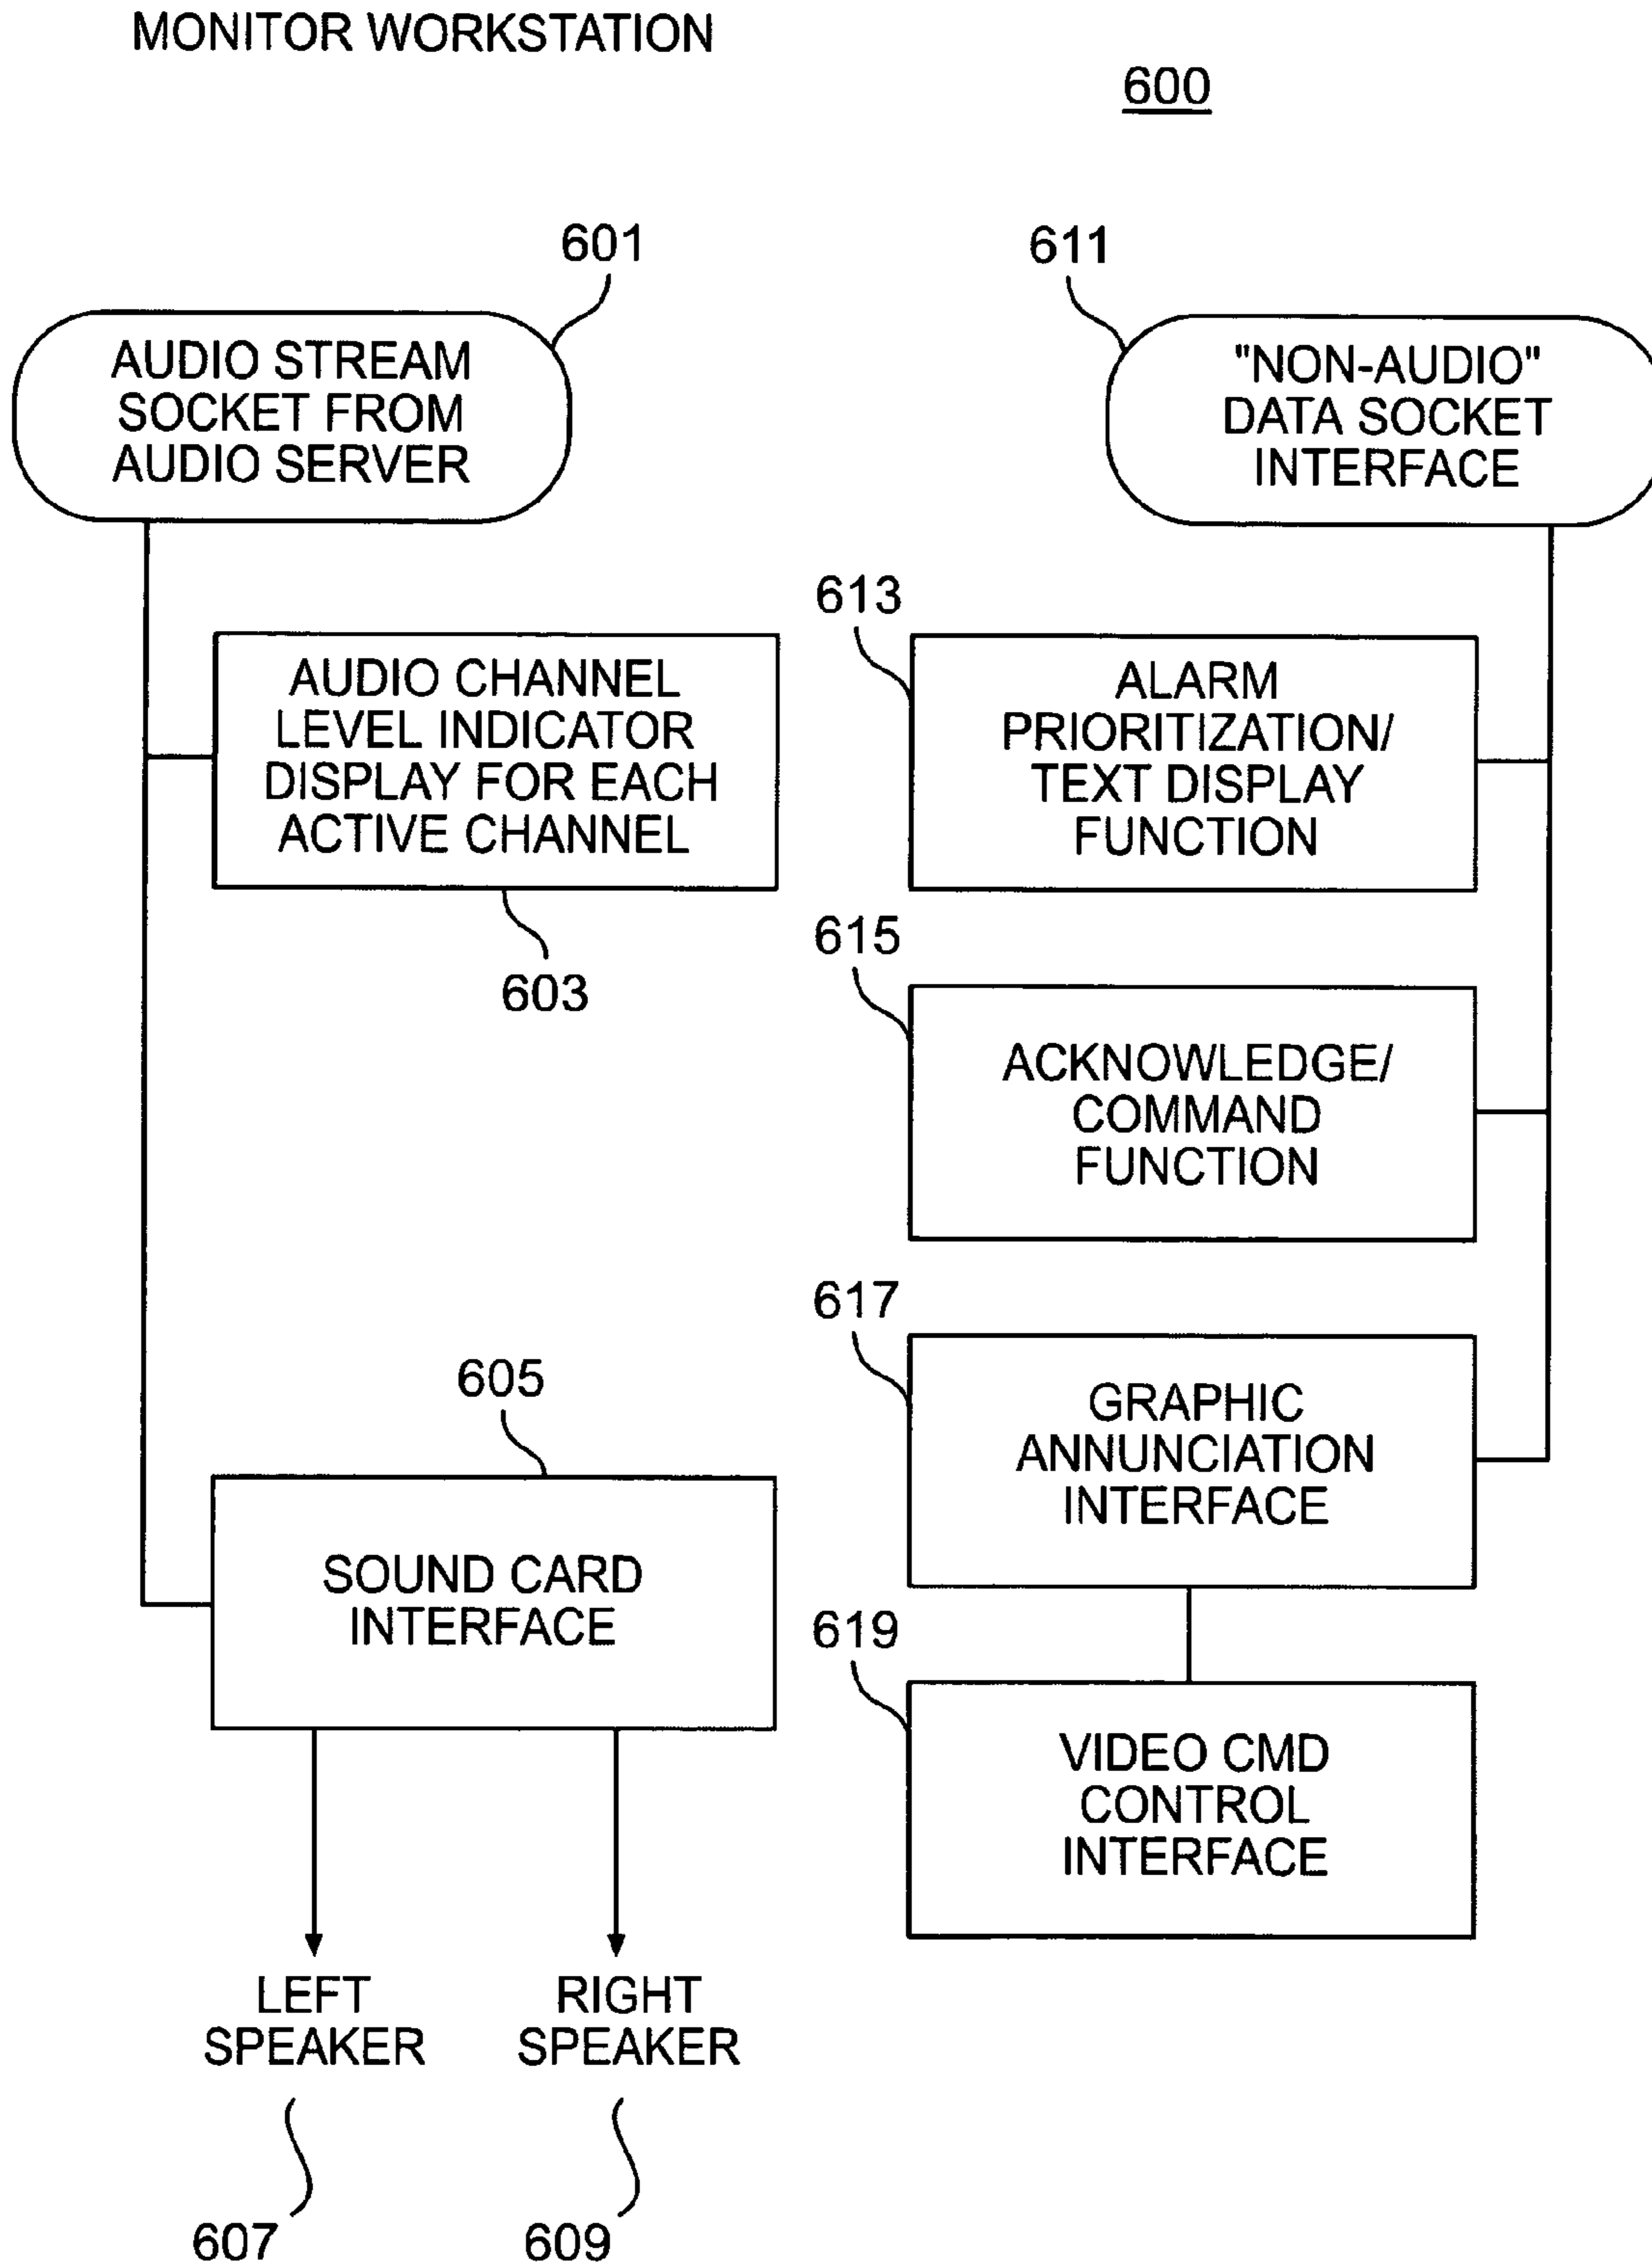 MONITOR WORKSTATION
600
601
AUDIO STREAM
SOCKET FROM
AUDIO SERVER
603
AUDIO CHANNEL
LEVEL INDICATOR
DISPLAY FOR EACH
ACTIVE CHANNEL
605
SOUND CARD
INTERFACE
LEFT
SPEAKER
607
RIGHT
SPEAKER
609
611
"NON-AUDIO"
DATA SOCKET
INTERFACE
613
ALARM
PRIORITIZATION/
TEXT DISPLAY
FUNCTION
615
ACKNOWLEDGE/
COMMAND
FUNCTION
617
GRAPHIC
ANNUNCIATION
INTERFACE
619
VIDEO CMD
CONTROL
INTERFACE